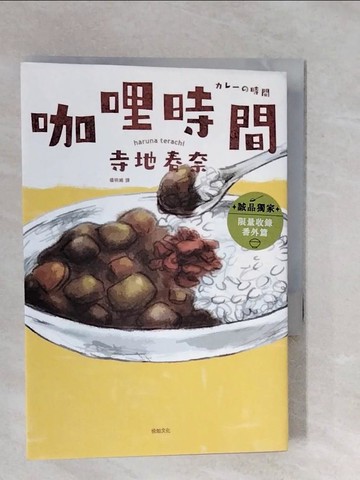 カレーの時間
咖哩時間
haruna terachi
寺地春奈
誠品獨家
限量收錄
番外篇